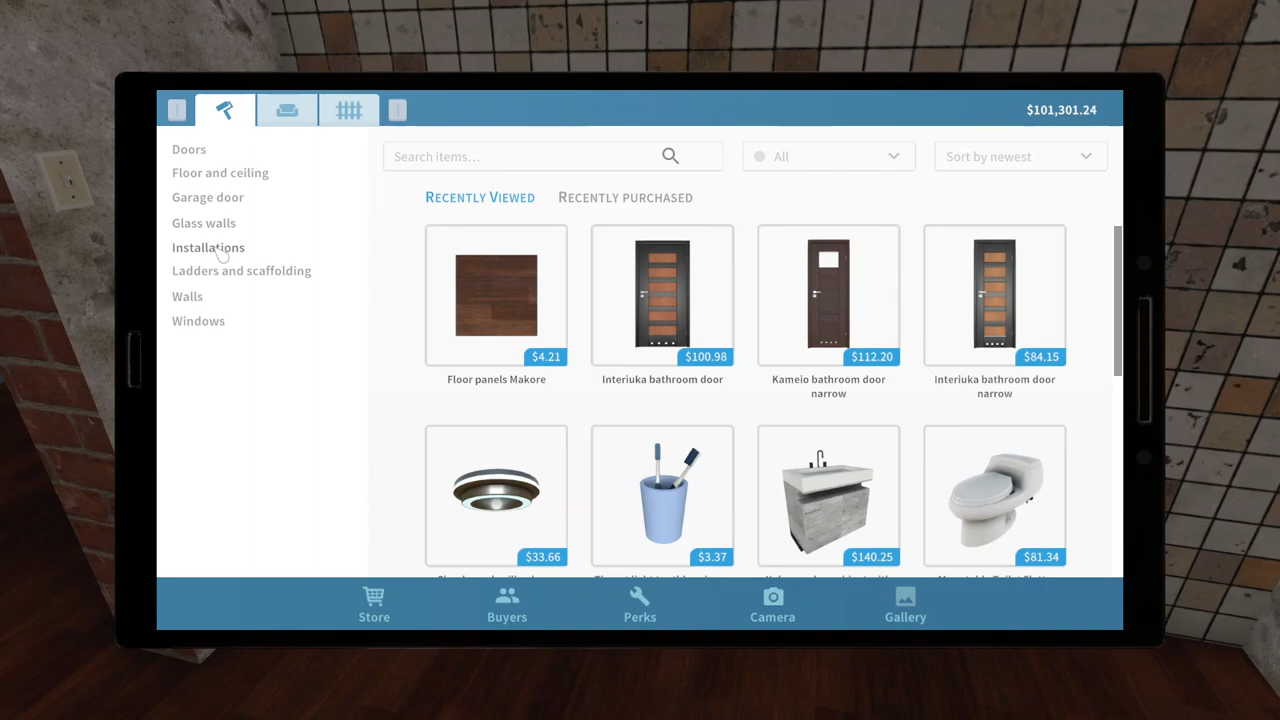 $101,301.24
Doors
Floor and ceiling
Garage door
Glass walls
Installations
Ladders and scaffolding
Walls
Windows
Search items...
All
Sort by newest
RECENTLY VIEWED
RECENTLY PURCHASED
$4.21
$100.98
$112.20
$84.15
Floor panels Makore
Interiuka bathroom door
Kameio bathroom door
narrow
Interiuka bathroom door
narrow
$33.66
$3.37
$140.25
$81.34
Store
Buyers
Perks
Camera
Gallery